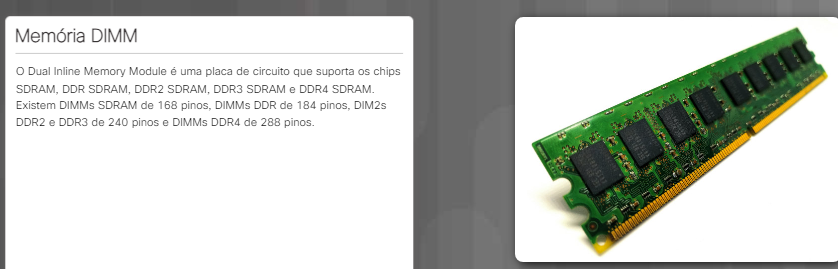 Memória DIMM
O Dual Inline Memory Module é uma placa de circuito que suporta os chips
SDRAM, DDR SDRAM, DDR2 SDRAM, DDR3 SDRAM e DDR4 SDRAM.
Existem DIMMs SDRAM de 168 pinos, DIMMs DDR de 184 pinos, DIM2s
DDR2 e DDR3 de 240 pinos e DIMMs DDR4 de 288 pinos.